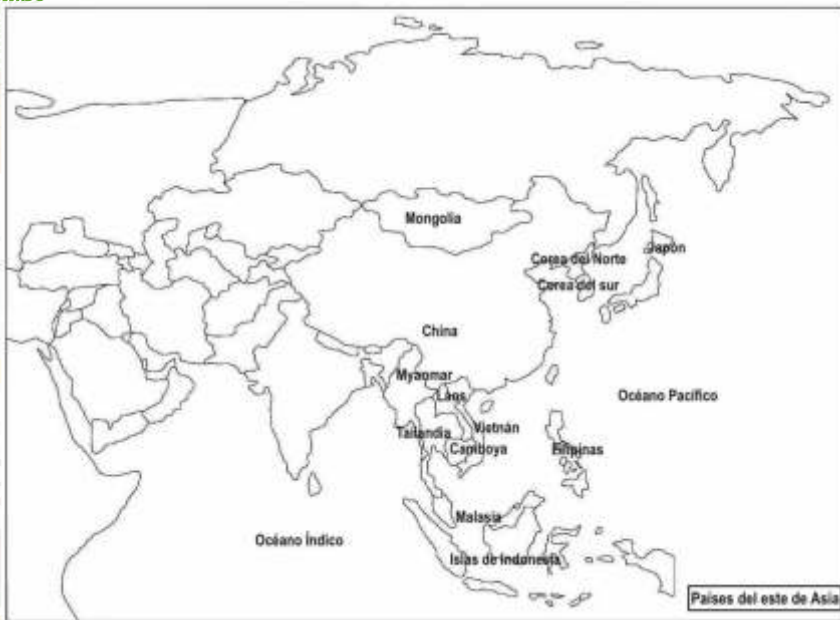 Mongolia
Japón
Corea del Norte
Corea del sur
China
Myanmar
Laos
Océano Pacífico
Tailandia
Vietnán
Camboya
Filipinas
Malasia
Océano Índico
Islas de Indonesia
Países del este de Asia